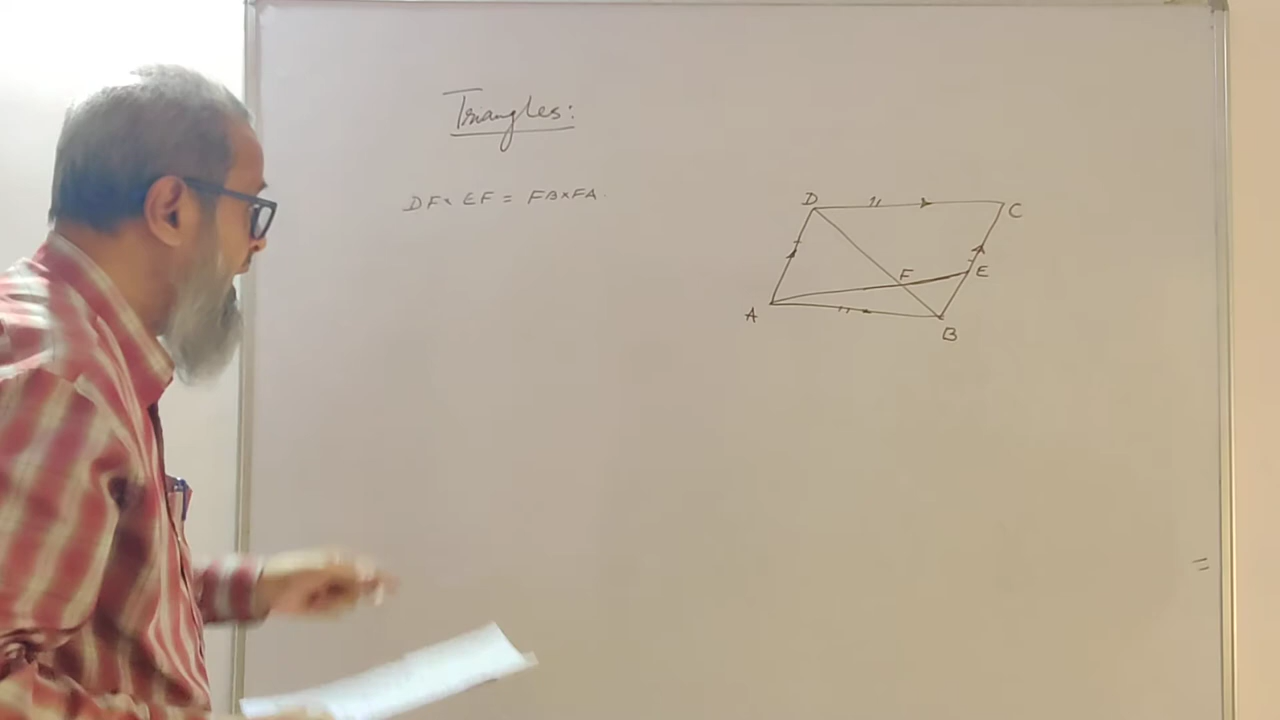 Triangles:
DF × EF = FB × FA.
D
C
F
E
A
B
=